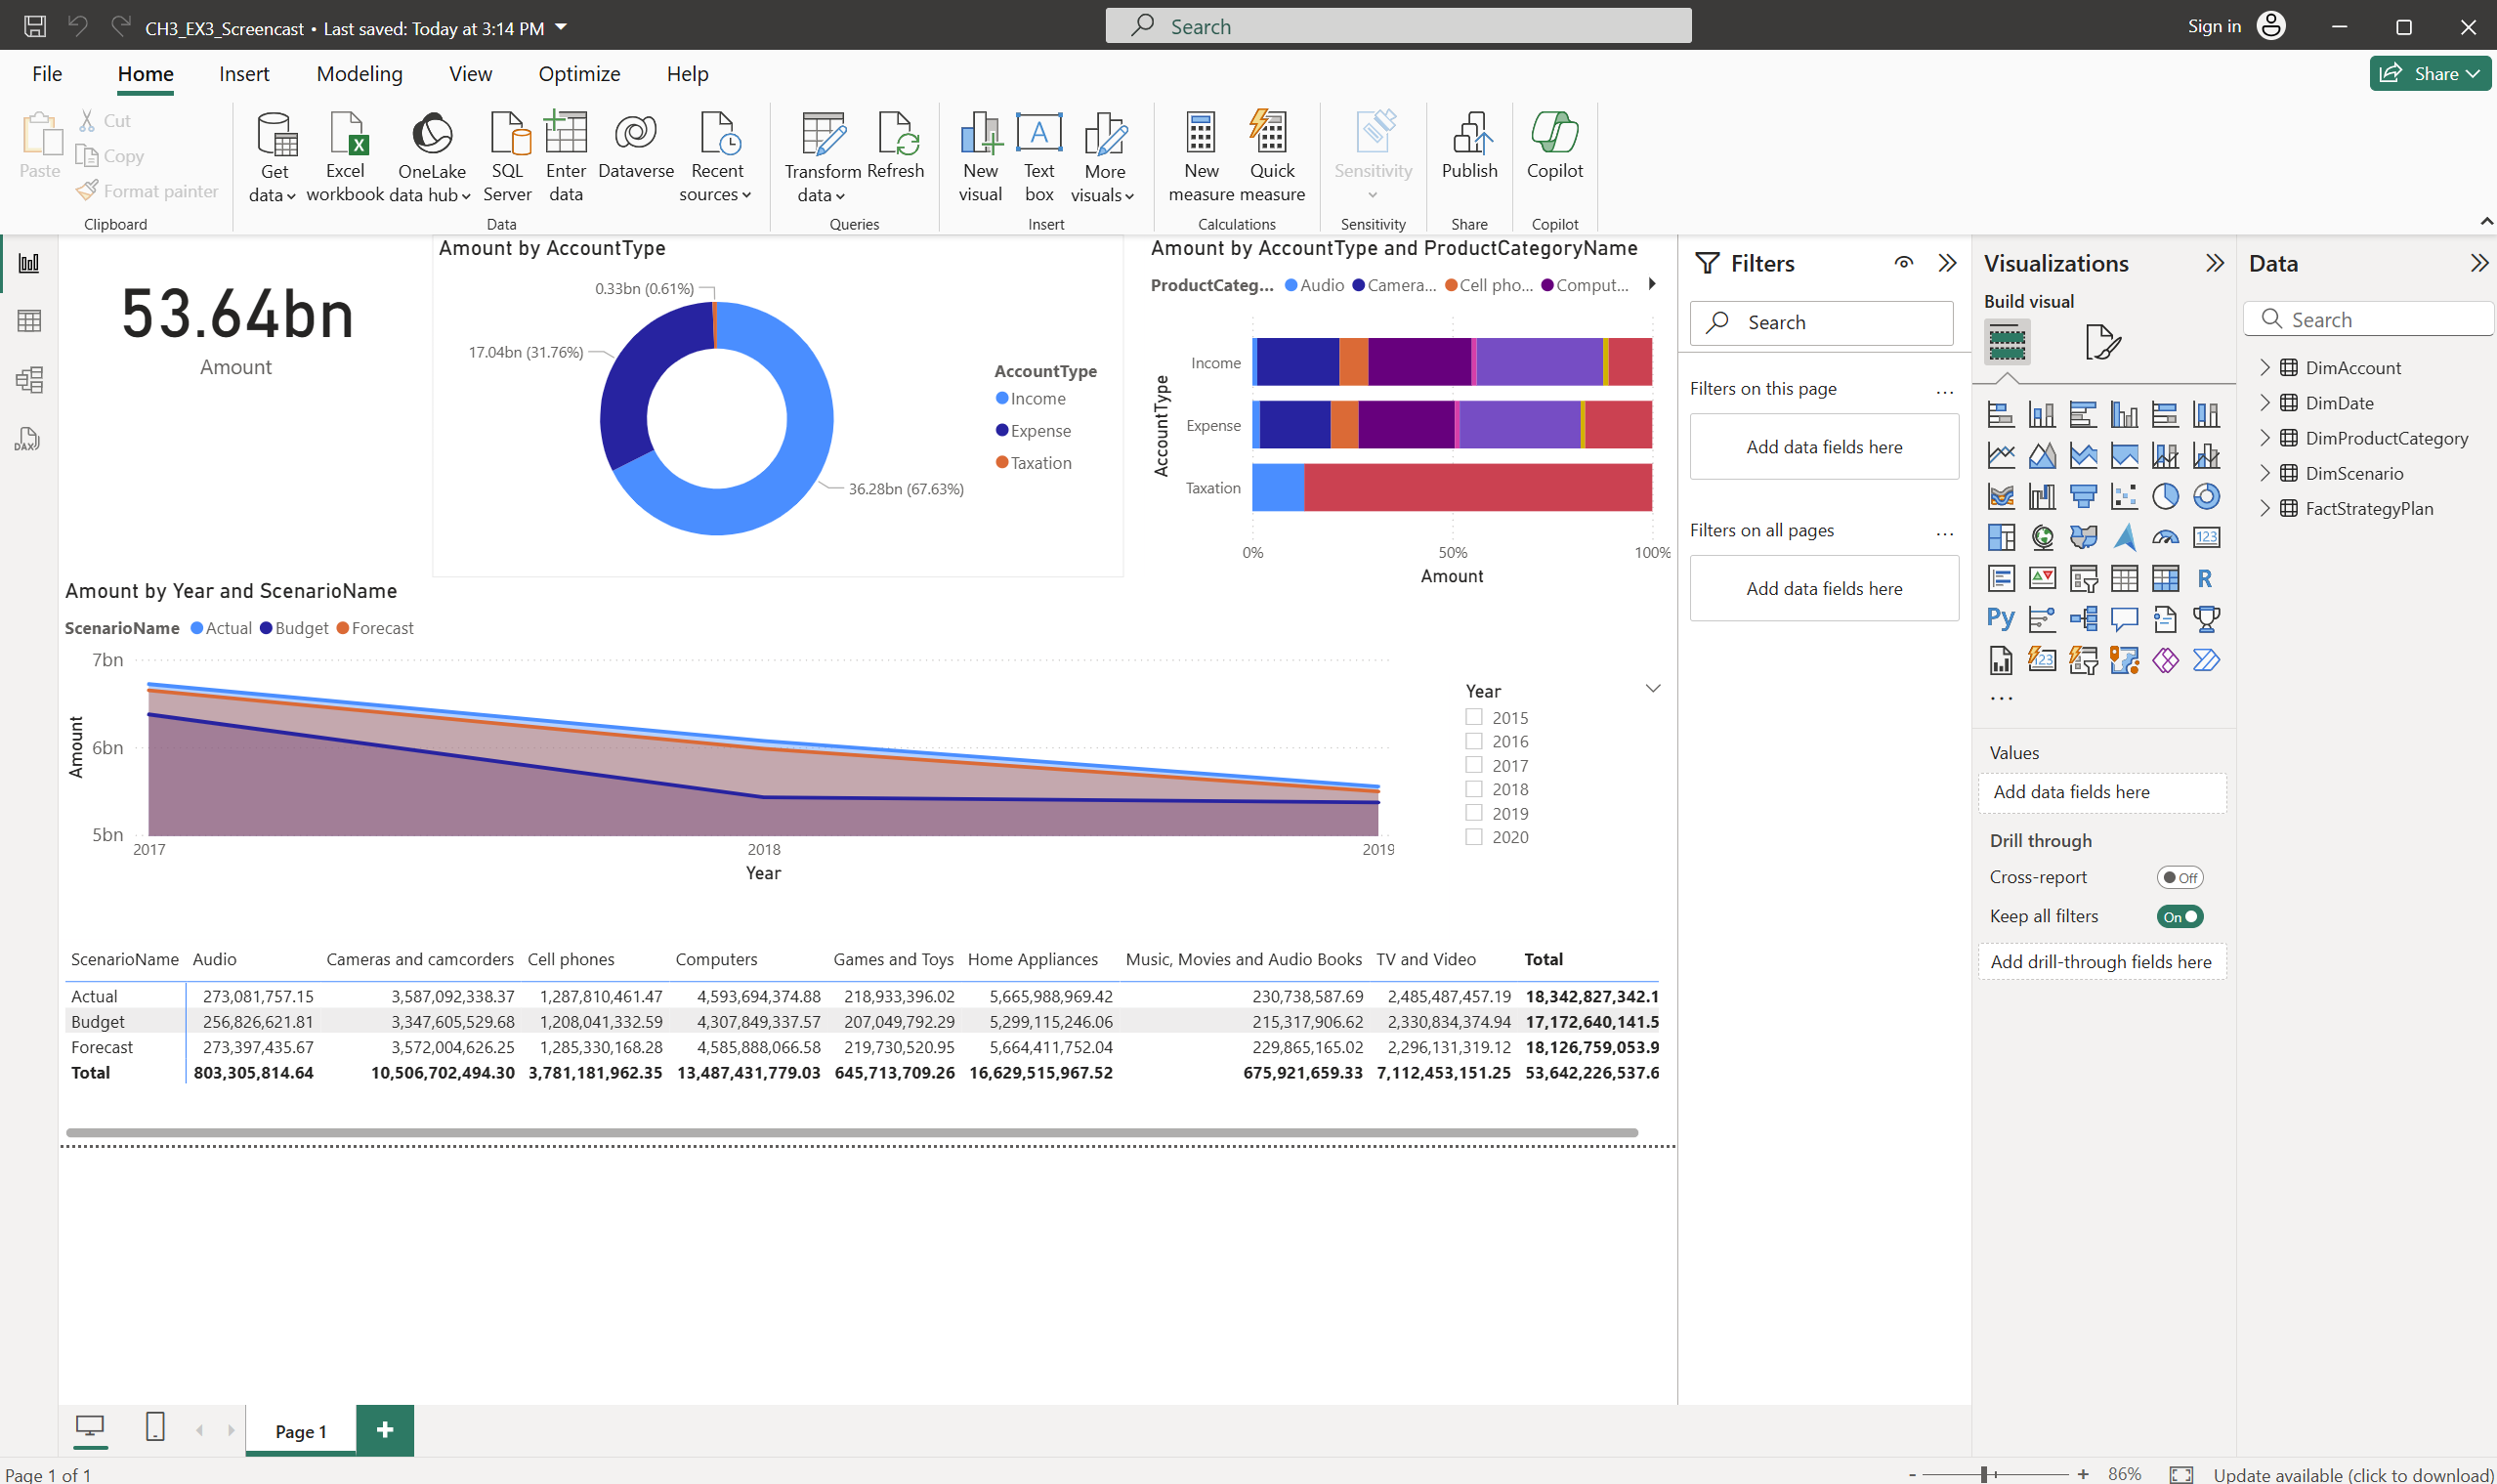 CH3_EX3_Screencast • Last saved: Today at 3:14 PM
Search
Sign in
File Home Insert Modeling View Optimize Help
Share
Paste
Cut
Copy
Format painter
Clipboard
Get data
Excel workbook
OneLake data hub
SQL Server
Enter data
Dataverse
Recent sources
Data
Transform data
Refresh
Queries
New visual
Text box
More visuals
Insert
New measure
Quick measure
Calculations
Sensitivity
Sensitivity
Publish
Share
Copilot
Copilot
DAX
53.64bn
Amount
Amount by AccountType
0.33bn (0.61%)
17.04bn (31.76%)
36.28bn (67.63%)
AccountType
Income
Expense
Taxation
Amount by AccountType and ProductCategoryName
ProductCateg... Audio Camera... Cell pho... Comput...
AccountType
Income
Expense
Taxation
0% 50% 100%
Amount
Amount by Year and ScenarioName
ScenarioName Actual Budget Forecast
Amount
7bn
6bn
5bn
2017 2018 2019
Year
Year
2015
2016
2017
2018
2019
2020
ScenarioName Audio Cameras and camcorders Cell phones Computers Games and Toys Home Appliances Music, Movies and Audio Books TV and Video Total
Actual 273,081,757.15 3,587,092,338.37 1,287,810,461.47 4,593,694,374.88 218,933,396.02 5,665,988,969.42 230,738,587.69 2,485,487,457.19 18,342,827,342.1
Budget 256,826,621.81 3,347,605,529.68 1,208,041,332.59 4,307,849,337.57 207,049,792.29 5,299,115,246.06 215,317,906.62 2,330,834,374.94 17,172,640,141.5
Forecast 273,397,435.67 3,572,004,626.25 1,285,330,168.28 4,585,888,066.58 219,730,520.95 5,664,411,752.04 229,865,165.02 2,296,131,319.12 18,126,759,053.9
Total 803,305,814.64 10,506,702,494.30 3,781,181,962.35 13,487,431,779.03 645,713,709.26 16,629,515,967.52 675,921,659.33 7,112,453,151.25 53,642,226,537.6
Filters
Search
Filters on this page ...
Add data fields here
Filters on all pages ...
Add data fields here
Visualizations
Build visual
123
R
Py
123
...
Values
Add data fields here
Drill through
Cross-report Off
Keep all filters On
Add drill-through fields here
Data
Search
DimAccount
DimDate
DimProductCategory
DimScenario
FactStrategyPlan
Page 1 +
Page 1 of 1
- + 86%
Update available (click to download)